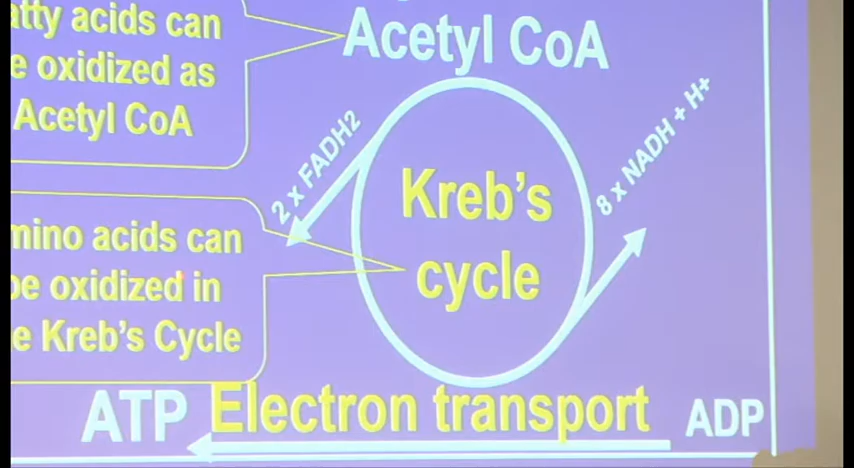 atty acids can
e oxidized as
Acetyl CoA
Acetyl CoA
2 x FADH2
8 x NADH + H+
Kreb's
cycle
mino acids can
be oxidized in
e Kreb's Cycle
ATP Electron transport ADP